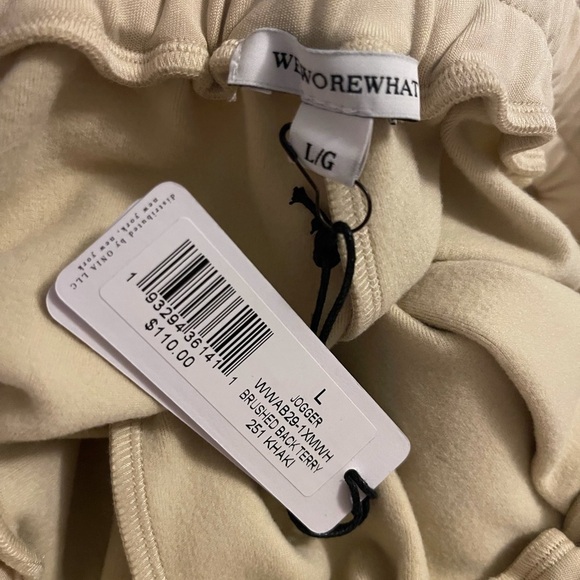 WEWOREWHAT
L/G
distributed by ONIA LLC
new york, new york
1 93294 36141 1
$110.00
L
JOGGER
WWAB29-1XMWH
BRUSHED BACK TERRY
251 KHAKI